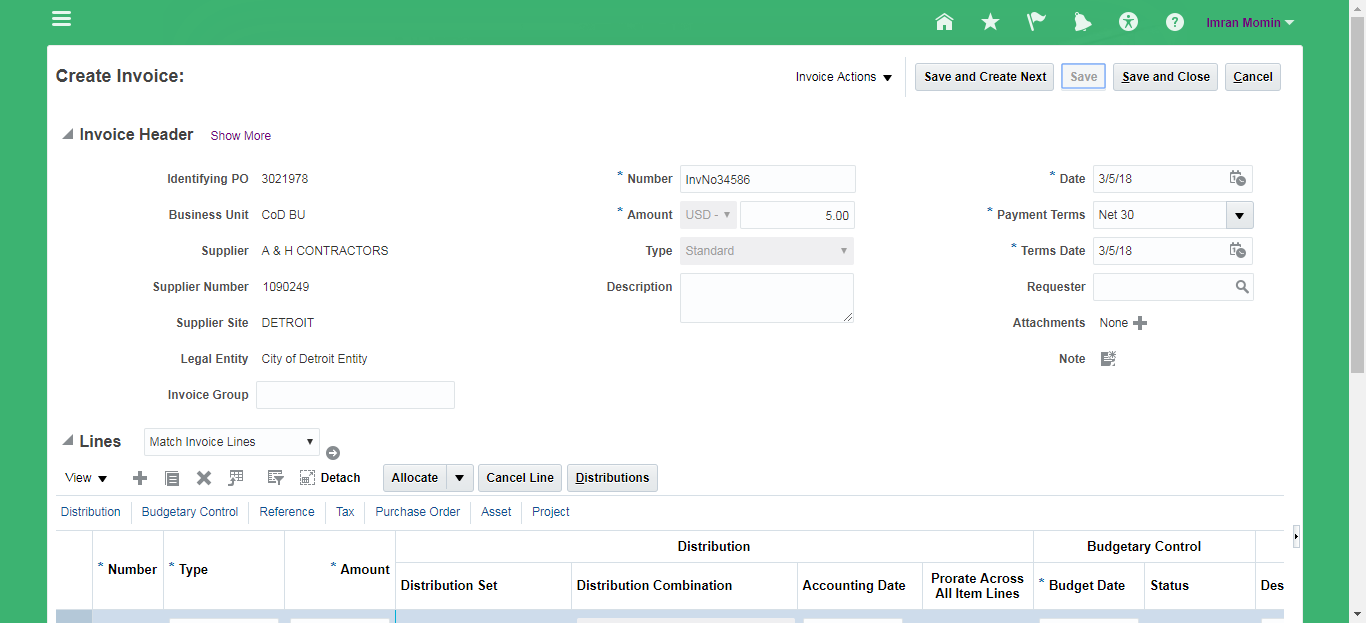 Imran Momin
Create Invoice:
Invoice Actions
Save and Create Next
Save
Save and Close
Cancel
Invoice Header
Show More
Identifying PO 3021978
Business Unit CoD BU
Supplier A & H CONTRACTORS
Supplier Number 1090249
Supplier Site DETROIT
Legal Entity City of Detroit Entity
Invoice Group
* Number InvNo34586
* Amount USD - 5.00
Type Standard
Description
* Date 3/5/18
* Payment Terms Net 30
* Terms Date 3/5/18
Requester
Attachments None
Note
Lines
Match Invoice Lines
View
Detach
Allocate
Cancel Line
Distributions
Distribution
Budgetary Control
Reference
Tax
Purchase Order
Asset
Project
* Number
* Type
* Amount
Distribution
Budgetary Control
Distribution Set
Distribution Combination
Accounting Date
Prorate Across
All Item Lines
* Budget Date
Status
Des